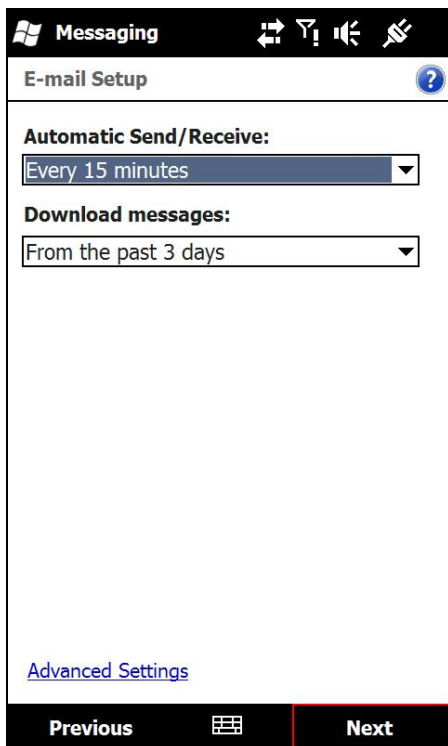 Messaging
E-mail Setup
?
Automatic Send/Receive:
Every 15 minutes
Download messages:
From the past 3 days
Advanced Settings
Previous Next